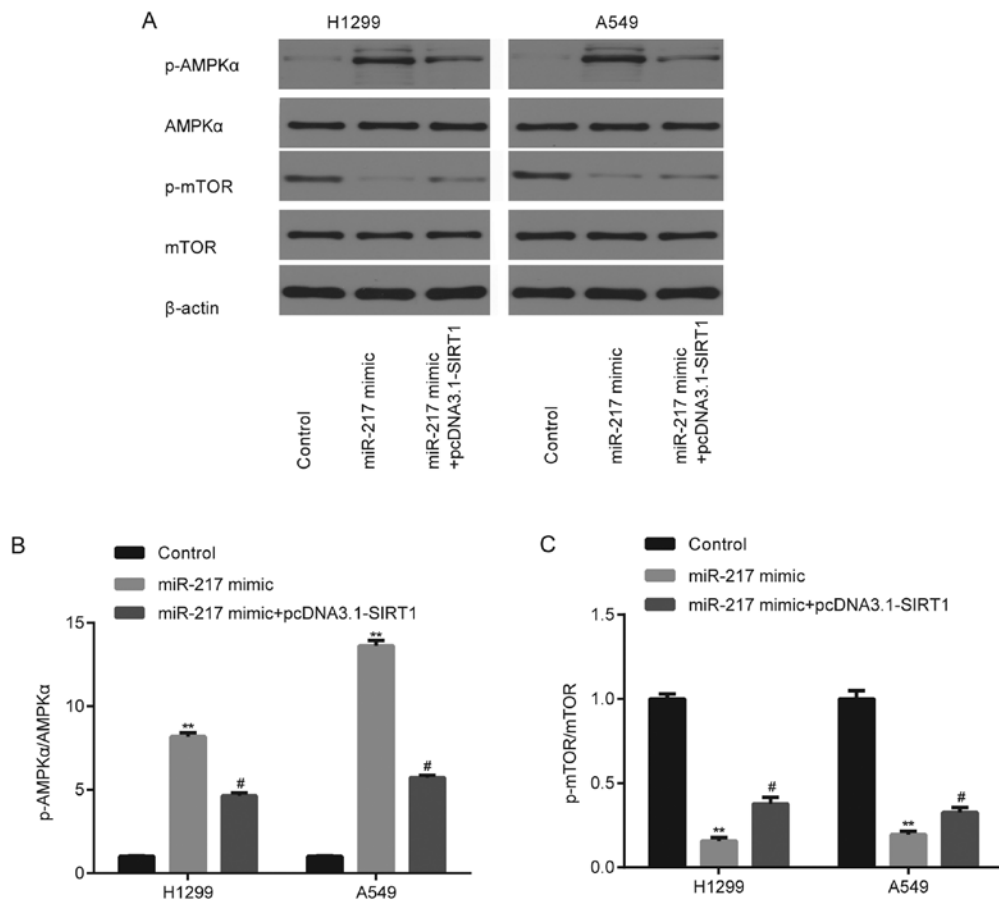 A
H1299
A549
p-AMPKα
AMPKα
p-mTOR
mTOR
β-actin
Control
miR-217 mimic
miR-217 mimic
+pcDNA3.1-SIRT1
Control
miR-217 mimic
miR-217 mimic
+pcDNA3.1-SIRT1
B
Control
miR-217 mimic
miR-217 mimic+pcDNA3.1-SIRT1
p-AMPKα/AMPKα
15
10
5
0
**
#
**
#
H1299
A549
C
Control
miR-217 mimic
miR-217 mimic+pcDNA3.1-SIRT1
p-mTOR/mTOR
1.5
1.0
0.5
0.0
**
#
**
#
H1299
A549